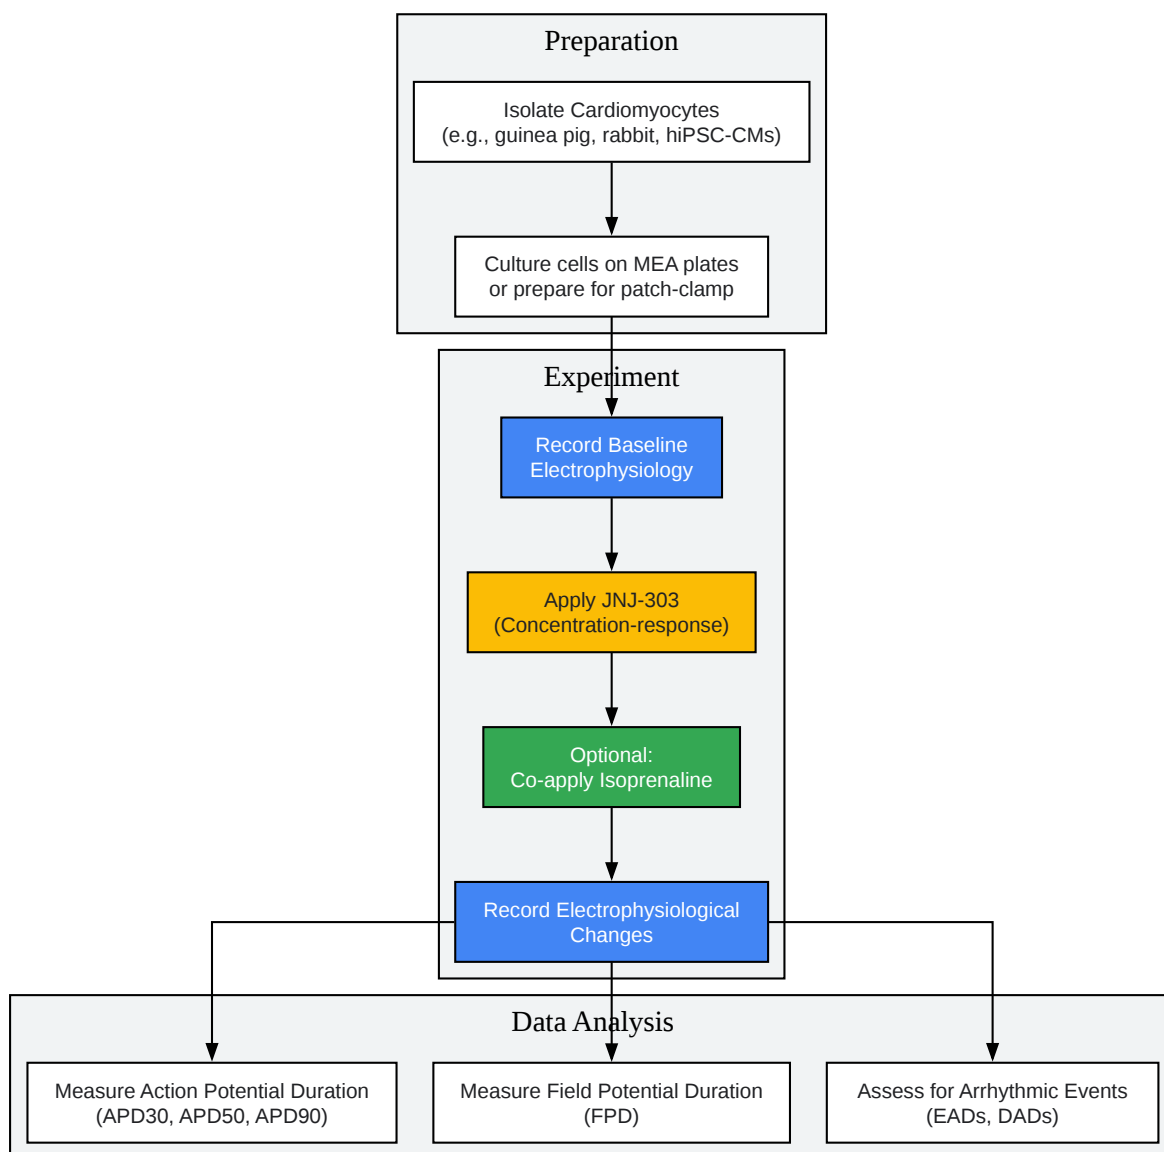 Preparation
Isolate Cardiomyocytes
(e.g., guinea pig, rabbit, hiPSC-CMs)
Culture cells on MEA plates
or prepare for patch-clamp
Experiment
Record Baseline
Electrophysiology
Apply JNJ-303
(Concentration-response)
Optional:
Co-apply Isoprenaline
Record Electrophysiological
Changes
Data Analysis
Measure Action Potential Duration
(APD30, APD50, APD90)
Measure Field Potential Duration
(FPD)
Assess for Arrhythmic Events
(EADs, DADs)